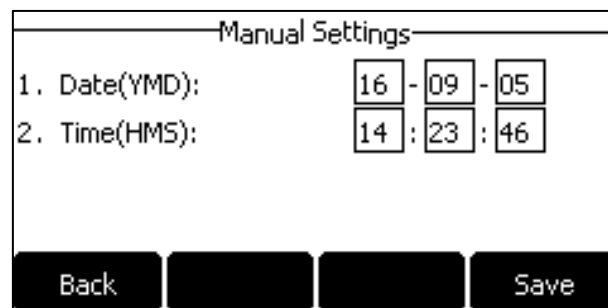 Manual Settings
1. Date(YMD): 16 - 09 - 05
2. Time(HMS): 14 : 23 : 46
Back Save